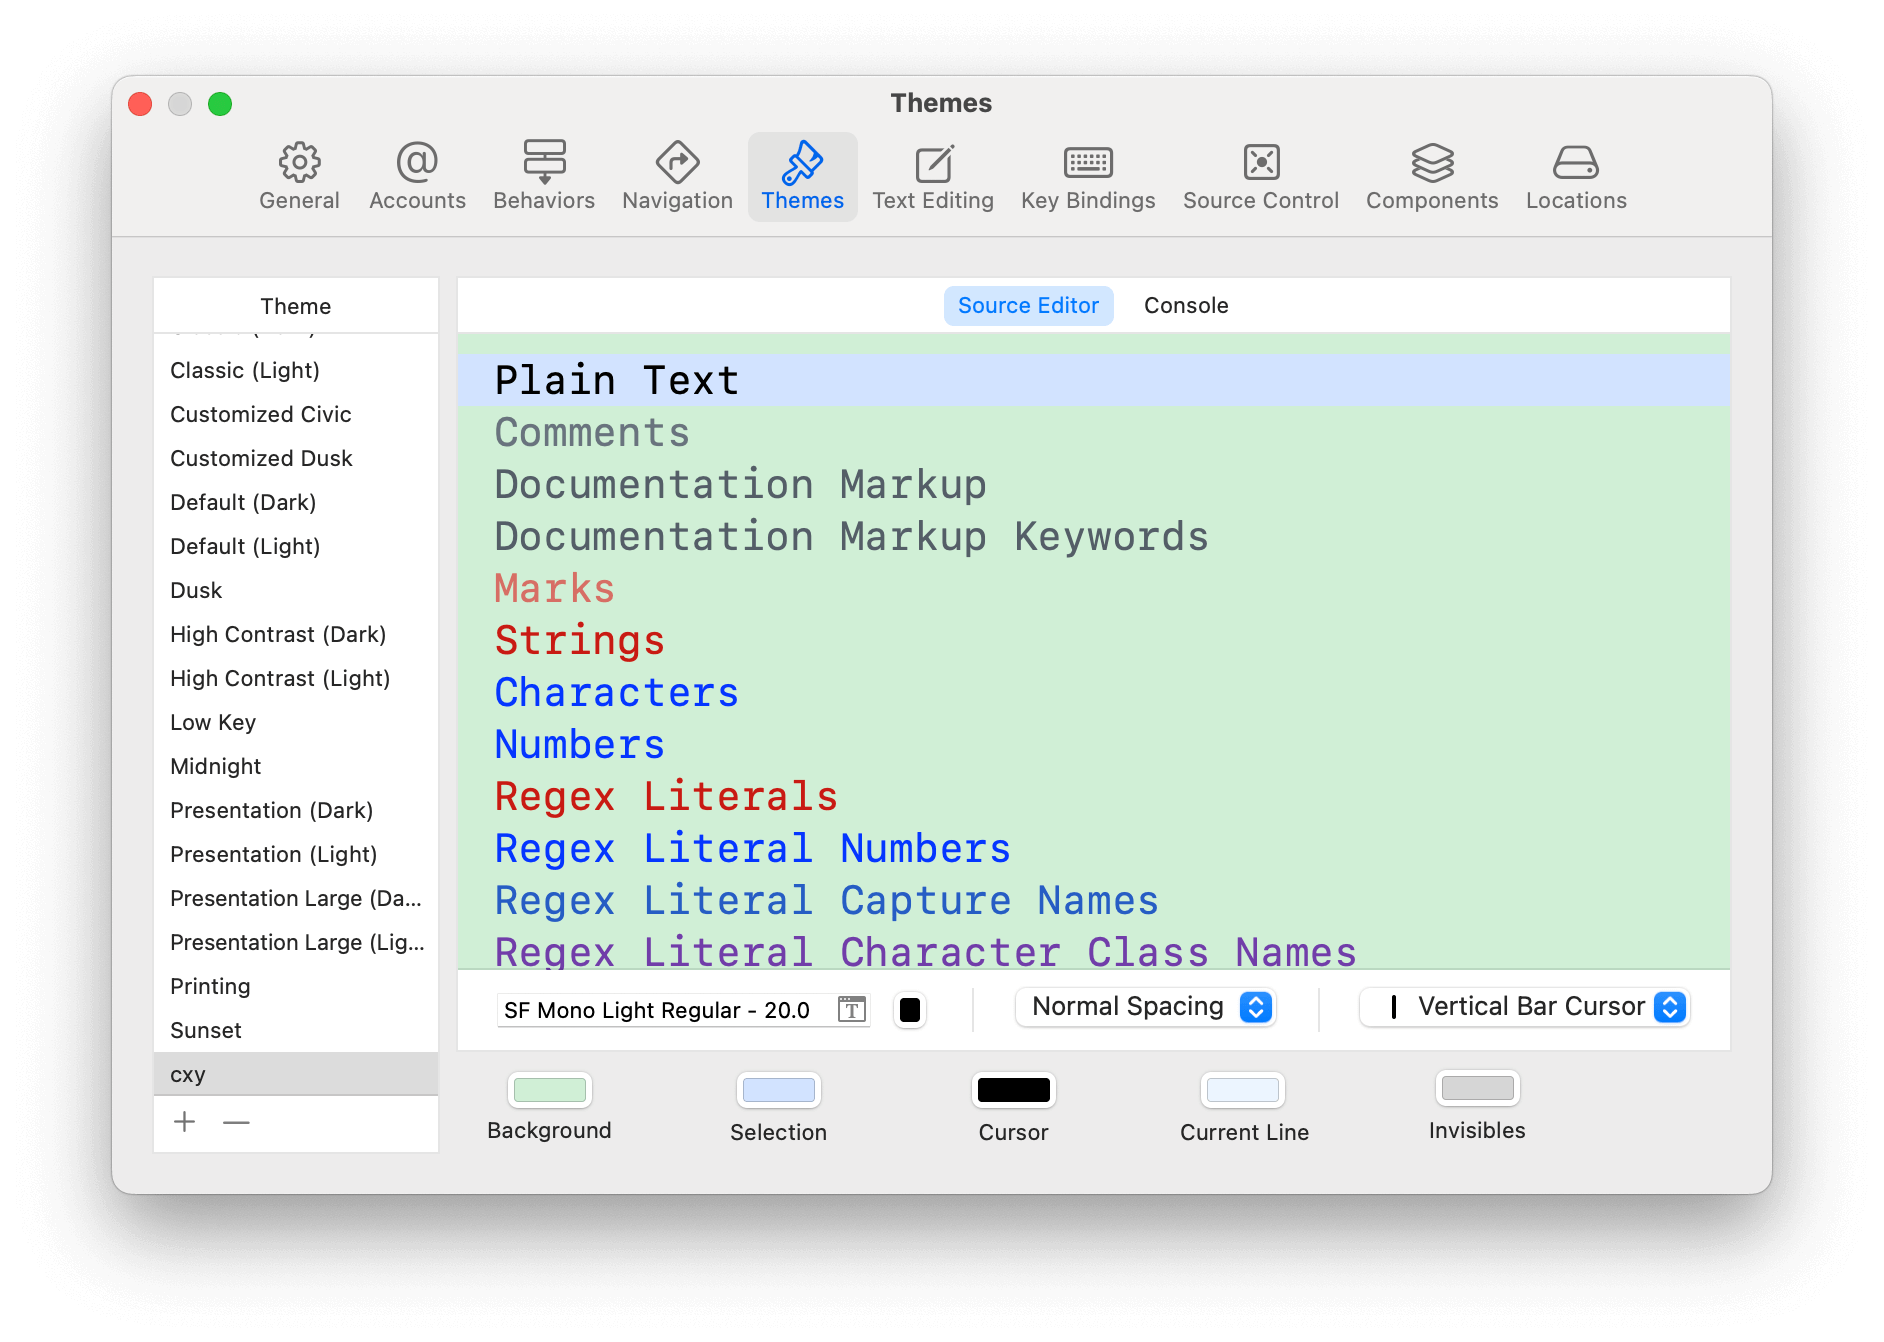 Themes
General
Accounts
Behaviors
Navigation
Themes
Text Editing
Key Bindings
Source Control
Components
Locations
Theme
Classic (Light)
Customized Civic
Customized Dusk
Default (Dark)
Default (Light)
Dusk
High Contrast (Dark)
High Contrast (Light)
Low Key
Midnight
Presentation (Dark)
Presentation (Light)
Presentation Large (Da...
Presentation Large (Lig...
Printing
Sunset
cxy
Source Editor
Console
Plain Text
Comments
Documentation Markup
Documentation Markup Keywords
Marks
Strings
Characters
Numbers
Regex Literals
Regex Literal Numbers
Regex Literal Capture Names
Regex Literal Character Class Names
SF Mono Light Regular - 20.0
Normal Spacing
Vertical Bar Cursor
Background
Selection
Cursor
Current Line
Invisibles